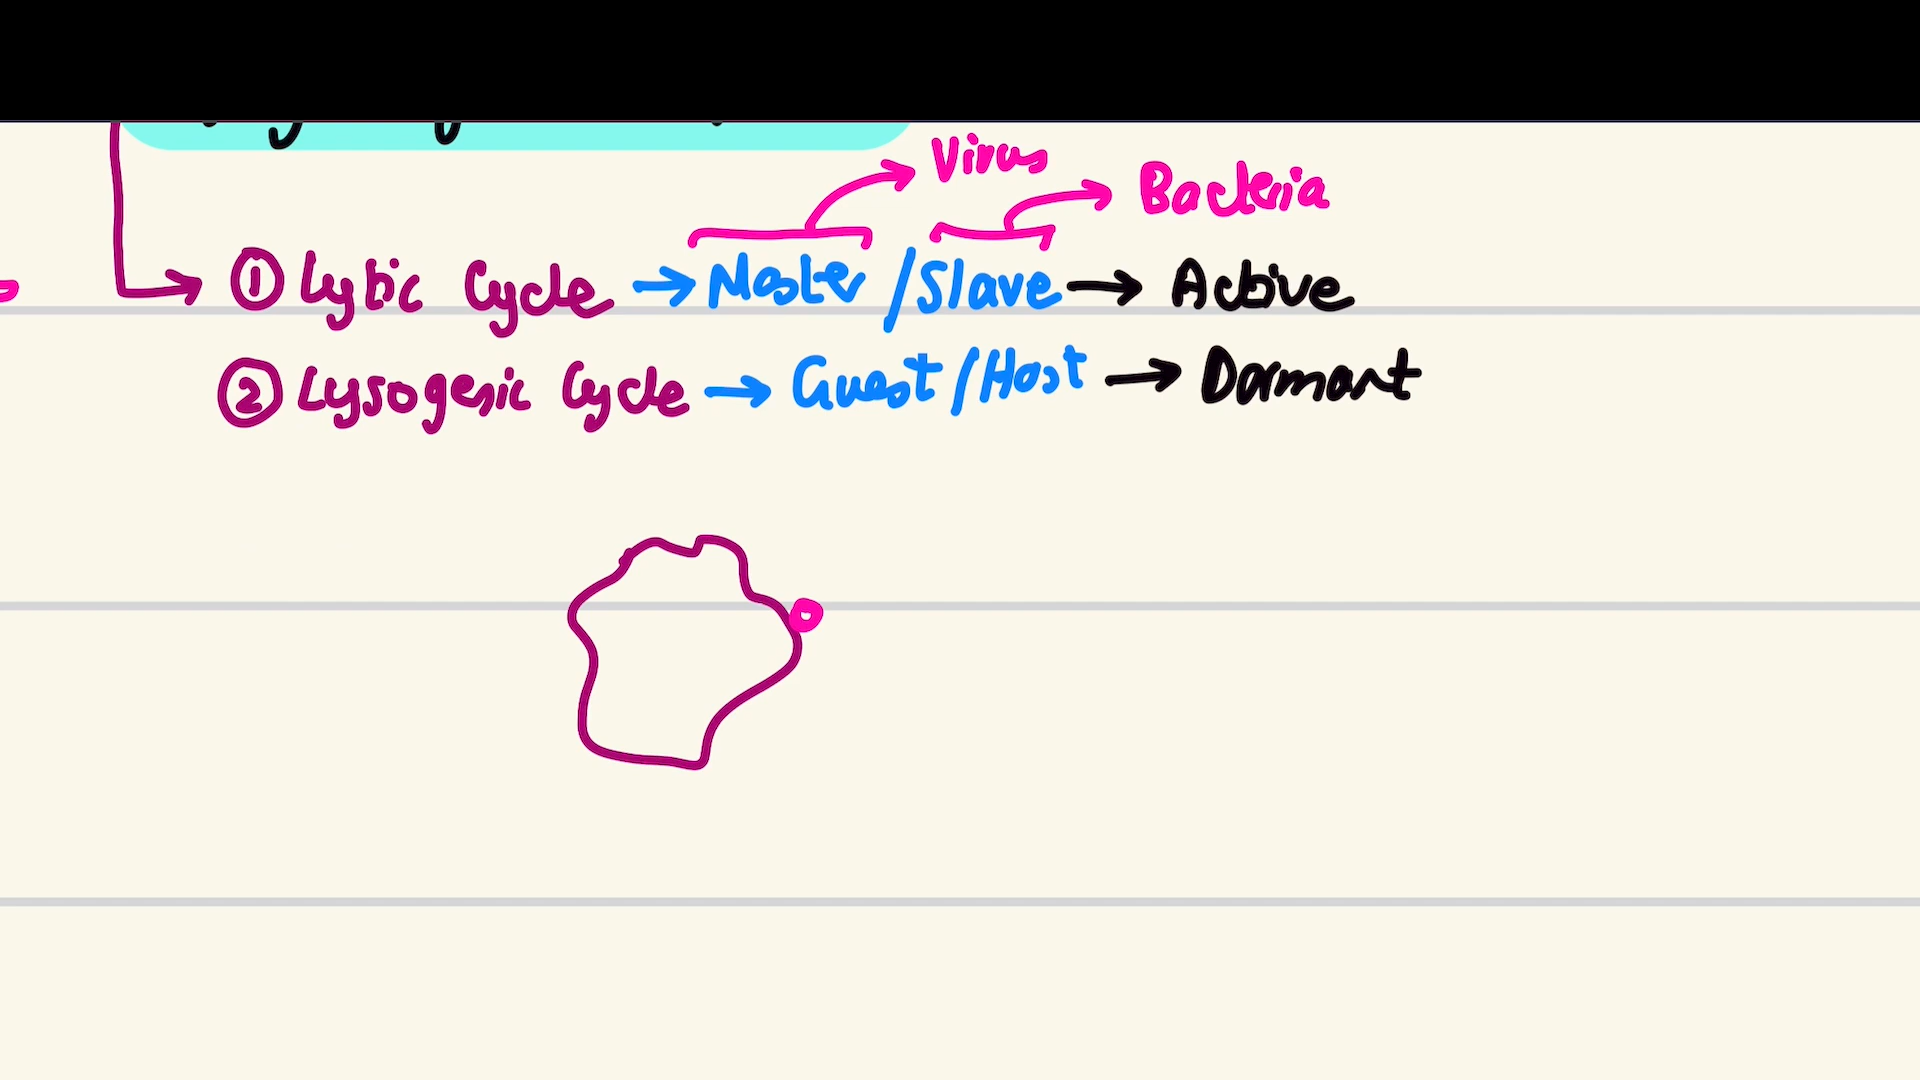 Virus
Bacteria
① Lytic Cycle → Master / Slave → Active
② Lysogenic Cycle → Guest / Host → Dormant